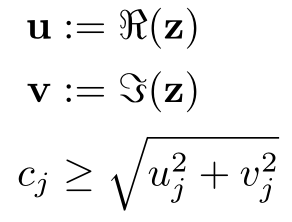 u := ℜ(z)
v := ℑ(z)
c_j ≥ √(u_j^2 + v_j^2)